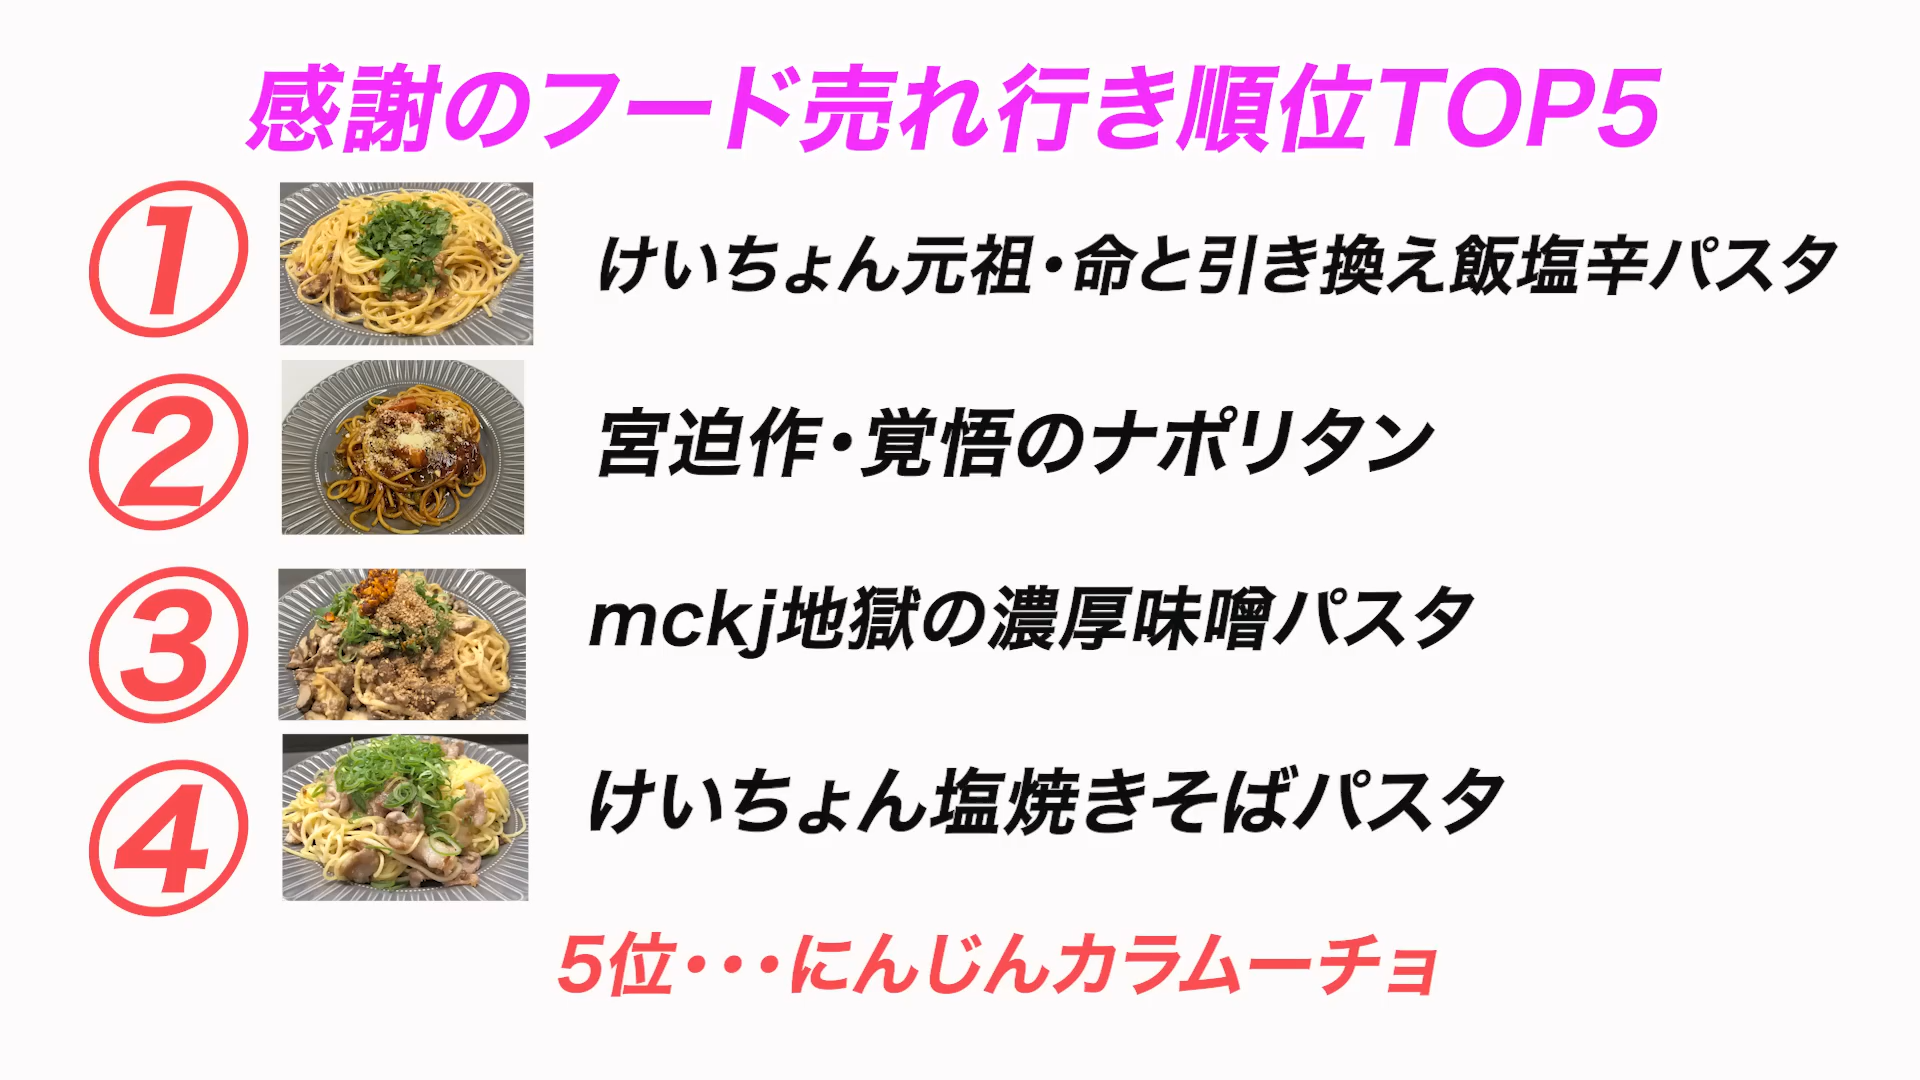 感謝のフード売れ行き順位TOP5
① けいちょん元祖・命と引き換え飯塩辛パスタ
② 宮迫作・覚悟のナポリタン
③ mckj地獄の濃厚味噌パスタ
④ けいちょん塩焼きそばパスタ
5位・・・にんじんカラムーチョ